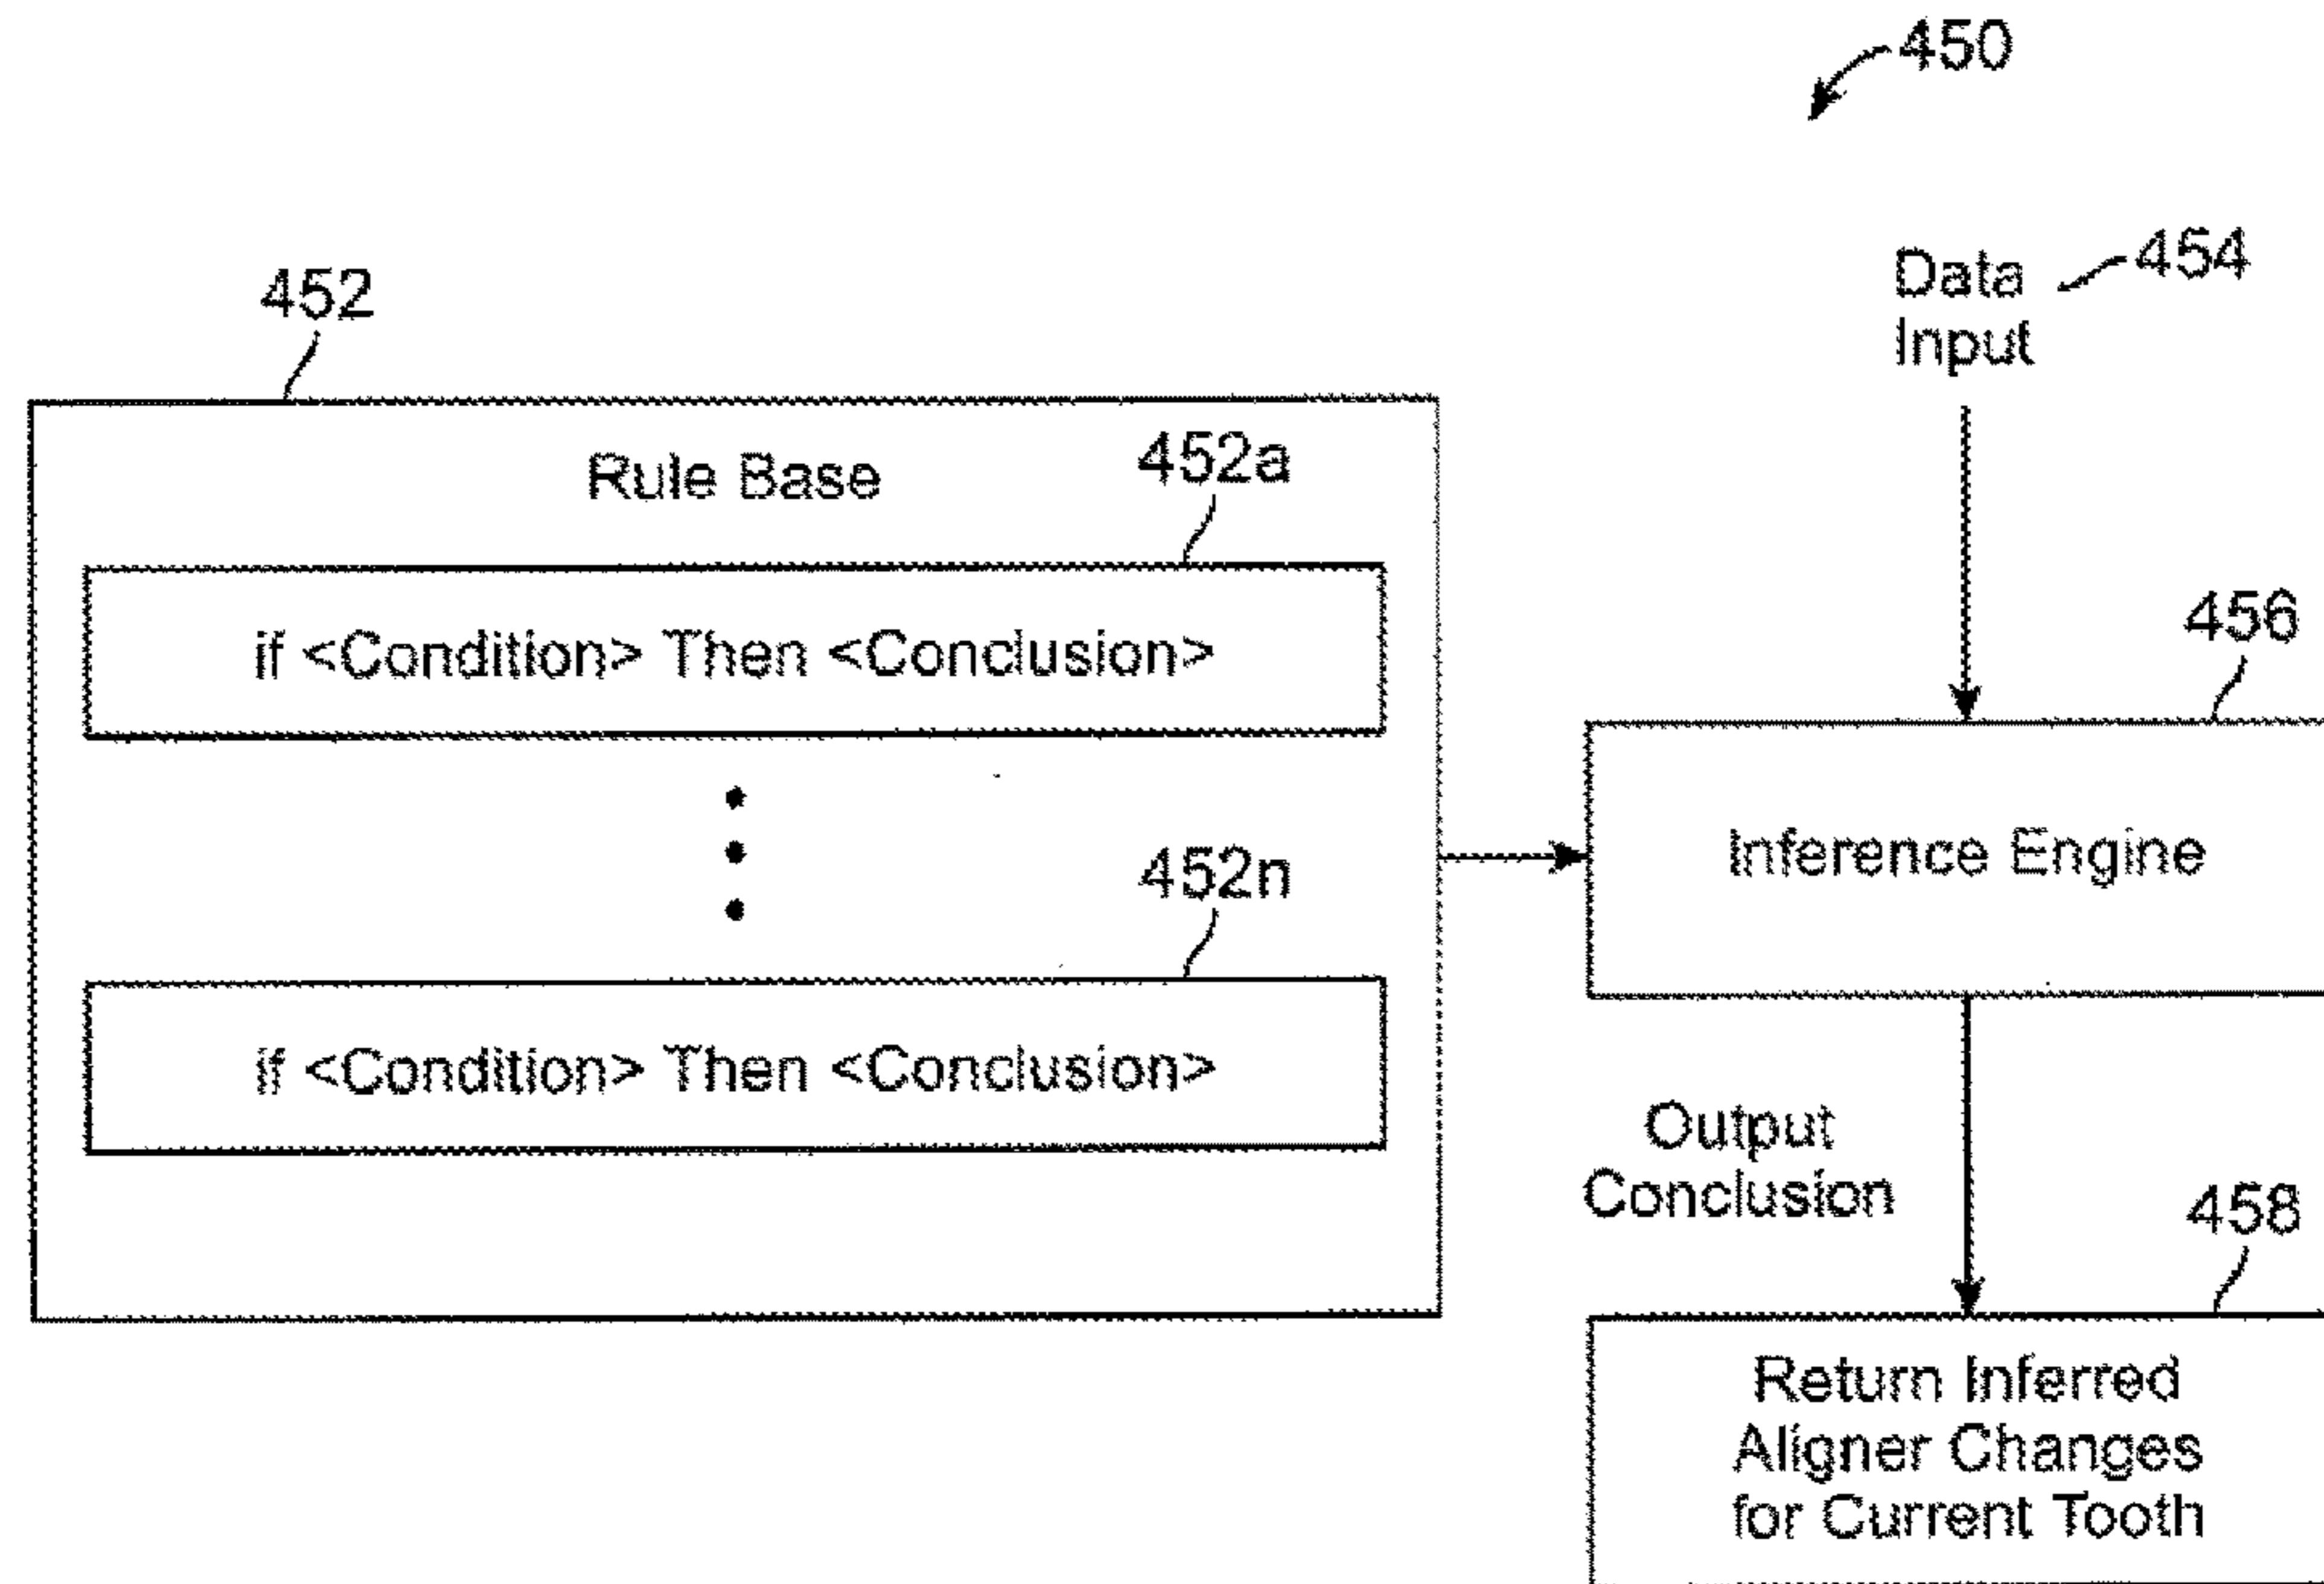 450
Data
Input
454
452
Rule Base
452a
if <Condition> Then <Conclusion>
456
Inference Engine
452n
if <Condition> Then <Conclusion>
Output
Conclusion
458
Return Inferred
Aligner Changes
for Current Tooth